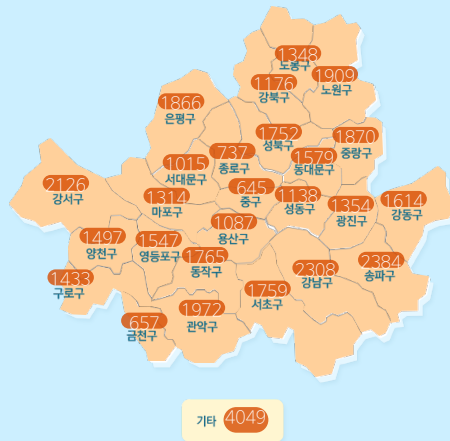 1348
노봉구
1909
노원구
1176
강북구
1866
은평구
1752
성북구
1870
중랑구
737
종로구
1579
동대문구
1015
서대문구
2126
강서구
1314
마포구
645
중구
1138
성동구
1354
광진구
1614
강동구
1087
용산구
1497
양천구
1547
영등포구
1765
동작구
2384
송파구
2308
강남구
1433
구로구
1759
서초구
1972
관악구
657
금천구
기타 4049